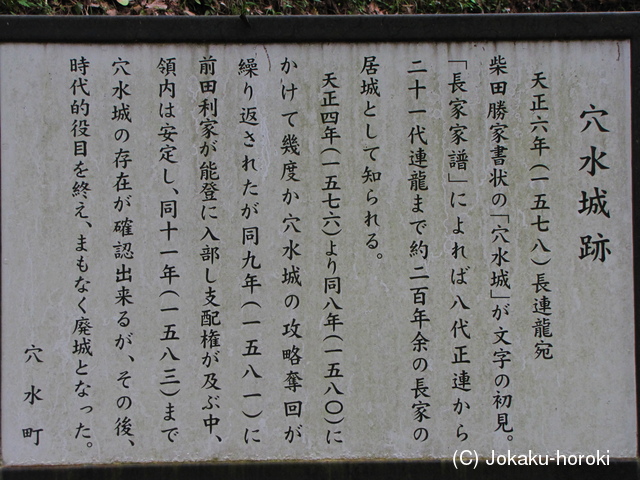 穴水城跡
天正六年(一五七八)長連龍宛
柴田勝家書状の「穴水城」が文字の初見。
「長家家譜」によれば八代正連から
二十一代連龍まで約二百年余の長家の
居城として知られる。
天正四年(一五七六)より同八年(一五八〇)に
かけて幾度か穴水城の攻略奪回が
繰り返されたが同九年(一五八一)に
前田利家が能登に入部し支配権が及ぶ中、
領内は安定し、同十一年(一五八三)まで
穴水城の存在が確認出来るが、その後、
時代的役目を終え、まもなく廃城となった。
穴水町
(C) Jokaku-horoki